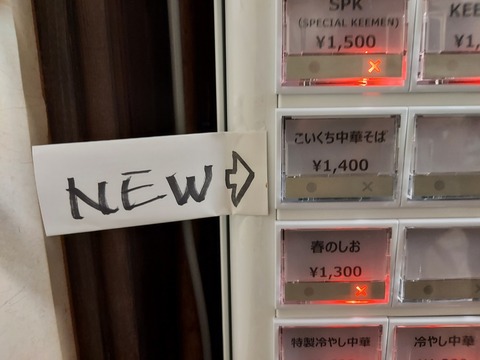 NEW
SPK
(SPECIAL KEEMEN)
¥1,500
こいくち中華そば
¥1,400
春のしお
¥1,300
特製冷やし中華
冷やし中華